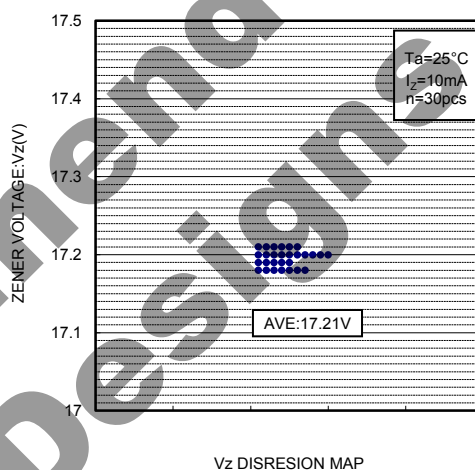 17.5
Ta=25°C
IZ=10mA
n=30pcs
17.4
17.3
ZENER VOLTAGE:Vz(V)
17.2
AVE:17.21V
17.1
17
Vz DISRESION MAP
Designs